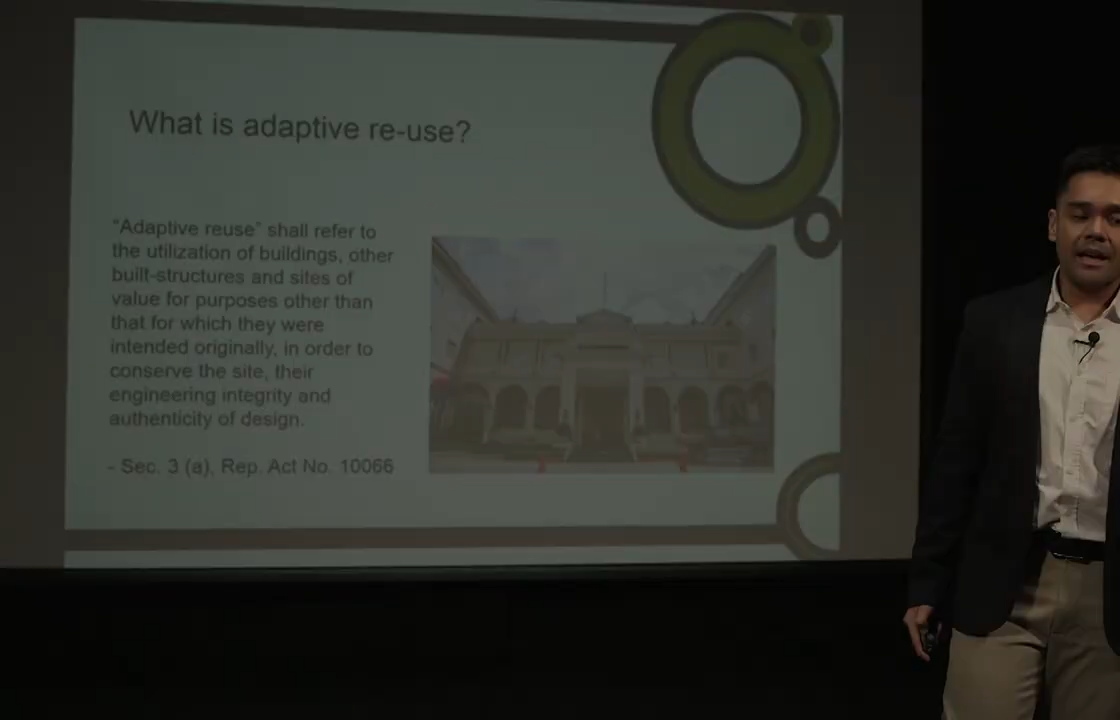 What is adaptive re-use?
"Adaptive reuse" shall refer to
the utilization of buildings, other
built-structures and sites of
value for purposes other than
that for which they were
intended originally, in order to
conserve the site, their
engineering integrity and
authenticity of design.
- Sec. 3 (a), Rep. Act No. 10066